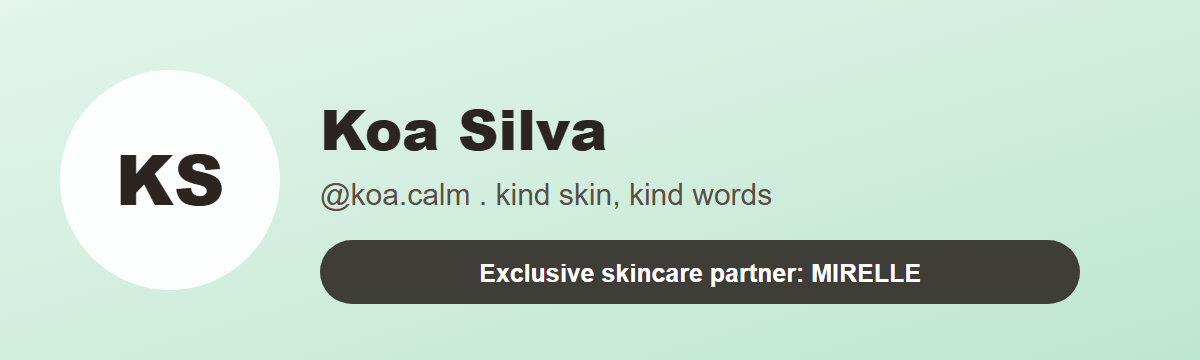 KS
Koa Silva
@koa.calm . kind skin, kind words
Exclusive skincare partner: MIRELLE